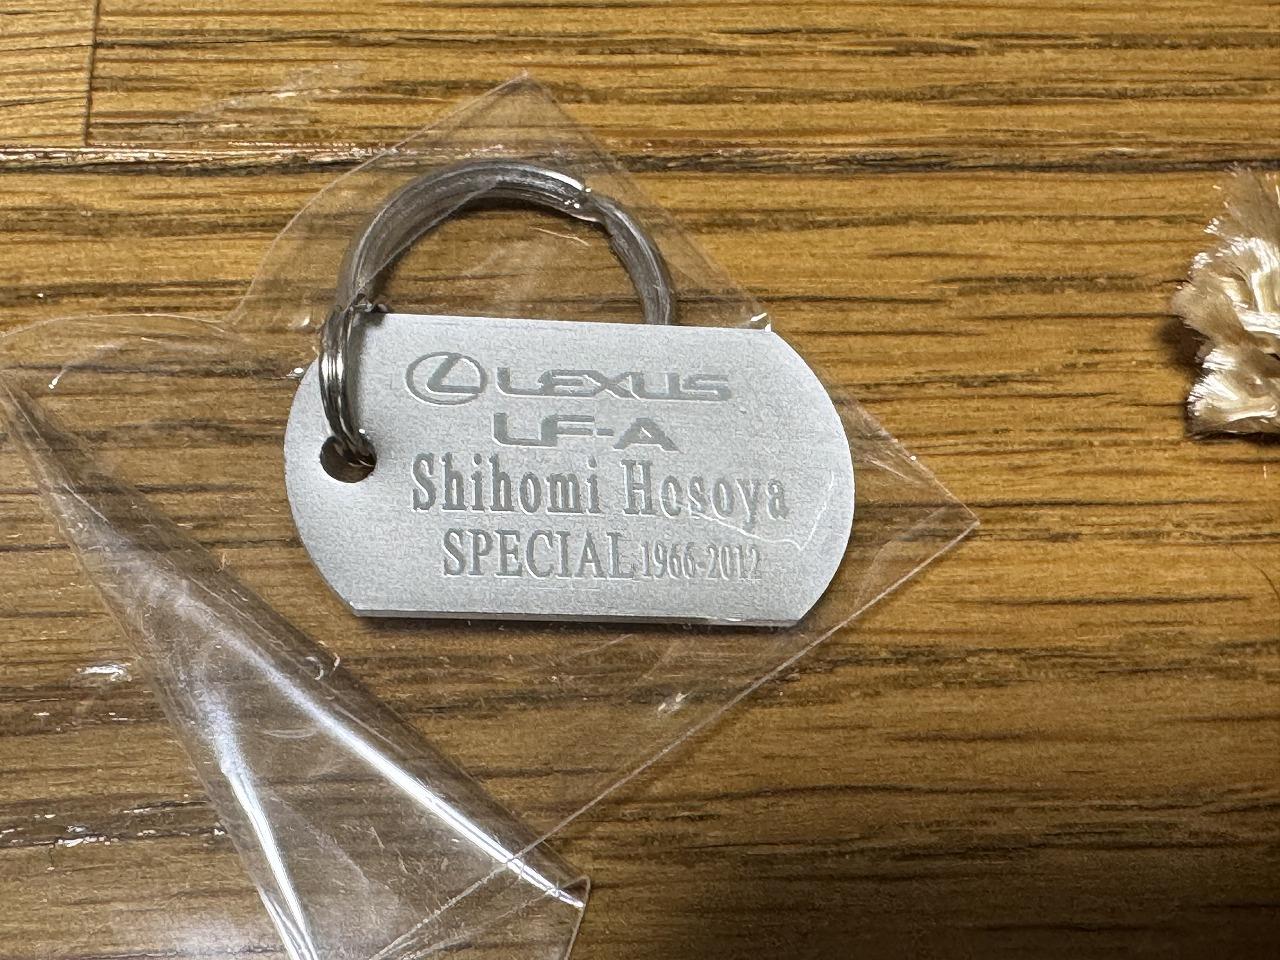 LEXUS
LF-A
Shihomi Hosoya
SPECIAL 1966-2012